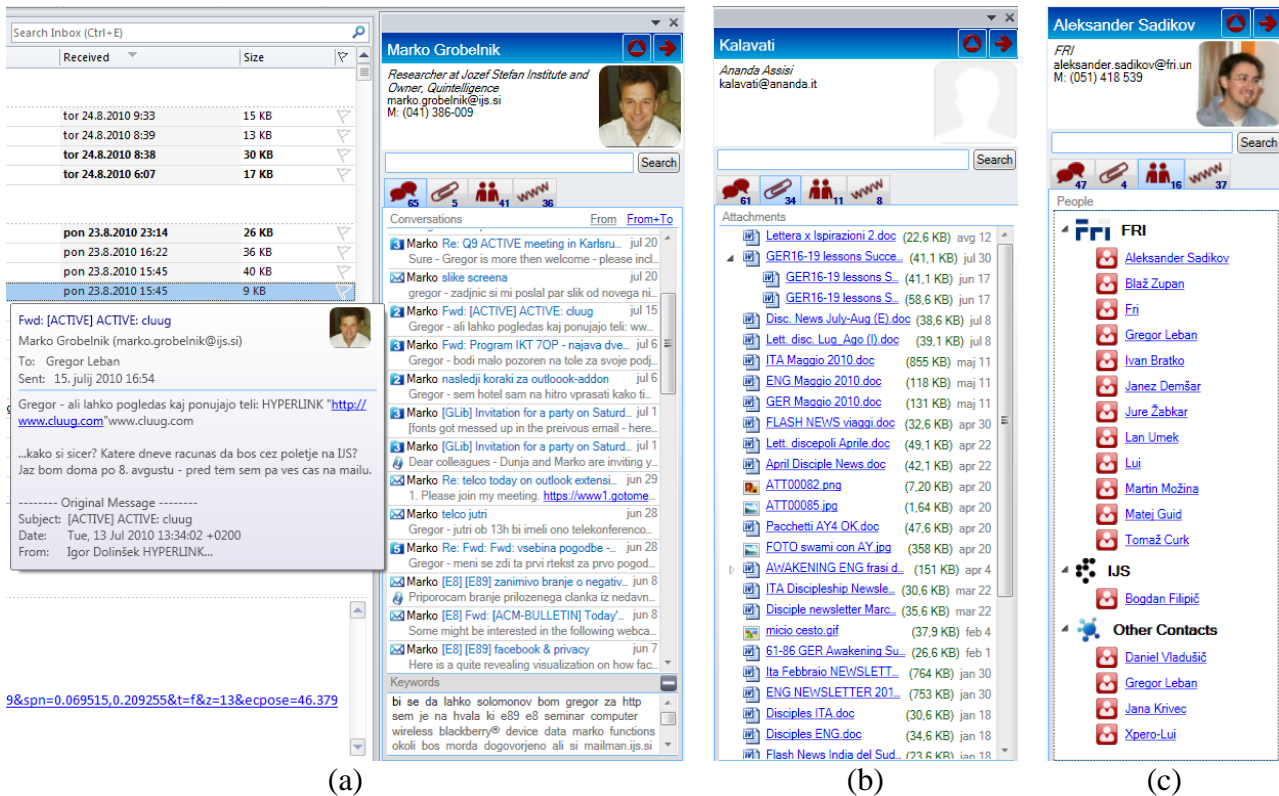 Search Inbox (Ctrl+E)
Received
Size
tor 24.8.2010 9:33 15 KB
tor 24.8.2010 8:39 13 KB
tor 24.8.2010 8:38 30 KB
tor 24.8.2010 6:07 17 KB
pon 23.8.2010 23:14 26 KB
pon 23.8.2010 16:22 36 KB
pon 23.8.2010 15:45 40 KB
pon 23.8.2010 15:45 9 KB
Fwd: [ACTIVE] ACTIVE: cluug
Marko Grobelnik (marko.grobelnik@ijs.si)
To: Gregor Leban
Sent: 15. julij 2010 16:54
Gregor - ali lahko pogledas kaj ponujajo teli: HYPERLINK "http://
www.cluug.com"www.cluug.com
...kako si sicer? Katere dneve racunas da bos cez poletje na IJS?
Jaz bom doma po 8. avgustu - pred tem sem pa ves cas na mailu.
-------- Original Message --------
Subject: [ACTIVE] ACTIVE: cluug
Date: Tue, 13 Jul 2010 13:34:02 +0200
From: Igor Dolinšek HYPERLINK...
9&spn=0.069515,0.209255&t=f&z=13&ecpose=46.379
Marko Grobelnik
Researcher at Jozef Stefan Institute and
Owner, Quintelligence
marko.grobelnik@ijs.si
M: (041) 386-009
Search
65 5 41 www 36
Conversations From From+To
3 Marko Re: Q9 ACTIVE meeting in Karlsru... jul 20
Sure - Gregor is more then welcome - please incl...
Marko slike screena jul 20
gregor - zadjnic si mi poslal par slik od novega ni...
2 Marko Fwd: [ACTIVE] ACTIVE: cluug jul 15
Gregor - ali lahko pogledas kaj ponujajo teli: ww...
3 Marko Fwd: Program IKT 7OP - najava dve... jul 6
Gregor - bodi malo pozoren na tole za svoje podj...
2 Marko nasledji koraki za outloook-addon jul 6
Gregor - sem hotel sam na hitro vprasati kako ti...
3 Marko [GLib] Invitation for a party on Saturd... jul 1
[fonts got messed up in the preivous email - here...
3 Marko [GLib] Invitation for a party on Saturd... jul 1
Dear colleagues - Dunja and Marko are inviting y...
Marko Re: telco today on outlook extensi... jun 29
1. Please join my meeting. https://www1.gotome...
Marko telco jutri jun 28
Gregor - jutri ob 13h bi imeli ono telekonferenco...
5 Marko Re: Fwd: Fwd: vsebina pogodbe -... jun 28
Gregor - meni se zdi ta prvi rtekst za prvo pogod...
Marko [E8] [E89] zanimivo branje o negativ... jun 8
Priporocam branje prilozenega clanka iz nedavn...
Marko [E8] Fwd: [ACM-BULLETIN] Today'... jun 8
Some might be interested in the following webca...
Marko [E8] [E89] facebook & privacy jun 7
Here is a quite revealing visualization on how fac...
Keywords
bi se da lahko solomonov bom gregor za http
sem je na hvala ki e89 e8 seminar computer
wireless blackberry® device data marko functions
okoli bos morda dogovorjeno ali si mailman.ijs.si
(a)
Kalavati
Ananda Assisi
kalavati@ananda.it
Search
61 34 11 www 8
Attachments
Lettera x Ispirazioni 2.doc (22,6 KB) avg 12
GER16-19 lessons Succe... (41,1 KB) jul 30
GER16-19 lessons S... (41,1 KB) jun 17
GER16-19 lessons S... (58,6 KB) jun 17
Disc. News July-Aug (E).doc (38,6 KB) jul 8
Lett. disc. Lug_Ago (I).doc (39,1 KB) jul 8
ITA Maggio 2010.doc (855 KB) maj 11
ENG Maggio 2010.doc (118 KB) maj 11
GER Maggio 2010.doc (131 KB) maj 11
FLASH NEWS viaggi.doc (32,6 KB) apr 30
Lett. discepoli Aprile.doc (49,1 KB) apr 22
April Disciple News.doc (42,1 KB) apr 22
ATT00082.png (7,20 KB) apr 20
ATT00085.jpg (1,64 KB) apr 20
Pacchetti AY4 OK.doc (47,6 KB) apr 20
FOTO swami con AY.jpg (358 KB) apr 20
AWAKENING ENG frasi d... (151 KB) apr 4
ITA Discipleship Newsle... (30,6 KB) mar 22
Disciple newsletter Marc... (35,6 KB) mar 22
micio cesto.gif (37,9 KB) feb 4
61-86 GER Awakening Su... (26,6 KB) feb 1
Ita Febbraio NEWSLETT... (764 KB) jan 30
ENG NEWSLETTER 201... (753 KB) jan 30
Disciples ITA.doc (30,6 KB) jan 18
Disciples ENG.doc (34,6 KB) jan 18
Flash News India del Sud... (23,6 KB) jan 18
(b)
Aleksander Sadikov
FRI
aleksander.sadikov@fri.un
M: (051) 418 539
Search
47 4 16 www 37
People
Fri FRI
Aleksander Sadikov
Blaž Zupan
Fri
Gregor Leban
Ivan Bratko
Janez Demšar
Jure Žabkar
Lan Umek
Lui
Martin Možina
Matej Guid
Tomaž Curk
IJS
Bogdan Filipič
Other Contacts
Daniel Vladušič
Gregor Leban
Jana Krivec
Xpero-Lui
(c)